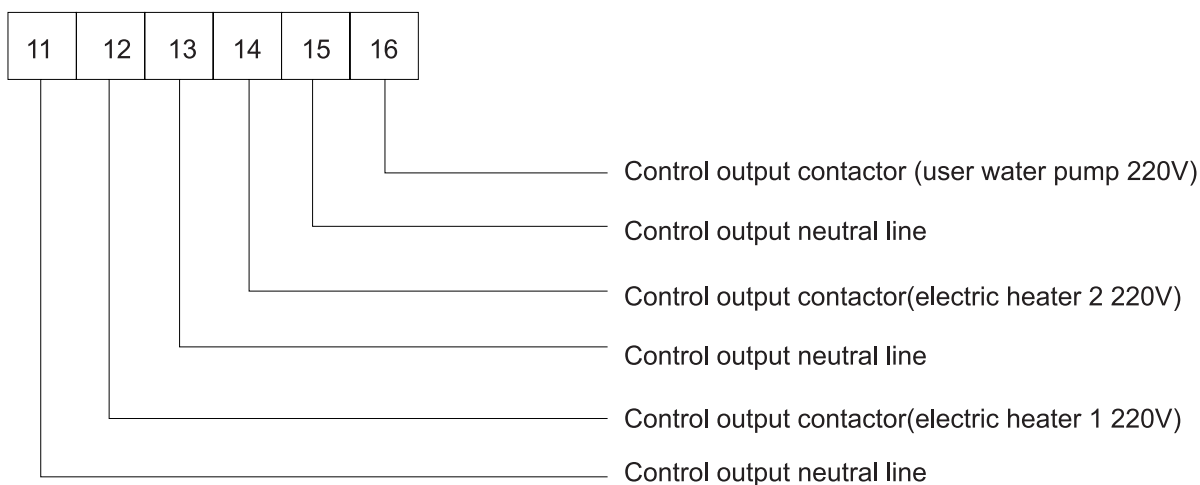 11 12 13 14 15 16
Control output contactor (user water pump 220V)
Control output neutral line
Control output contactor(electric heater 2 220V)
Control output neutral line
Control output contactor(electric heater 1 220V)
Control output neutral line